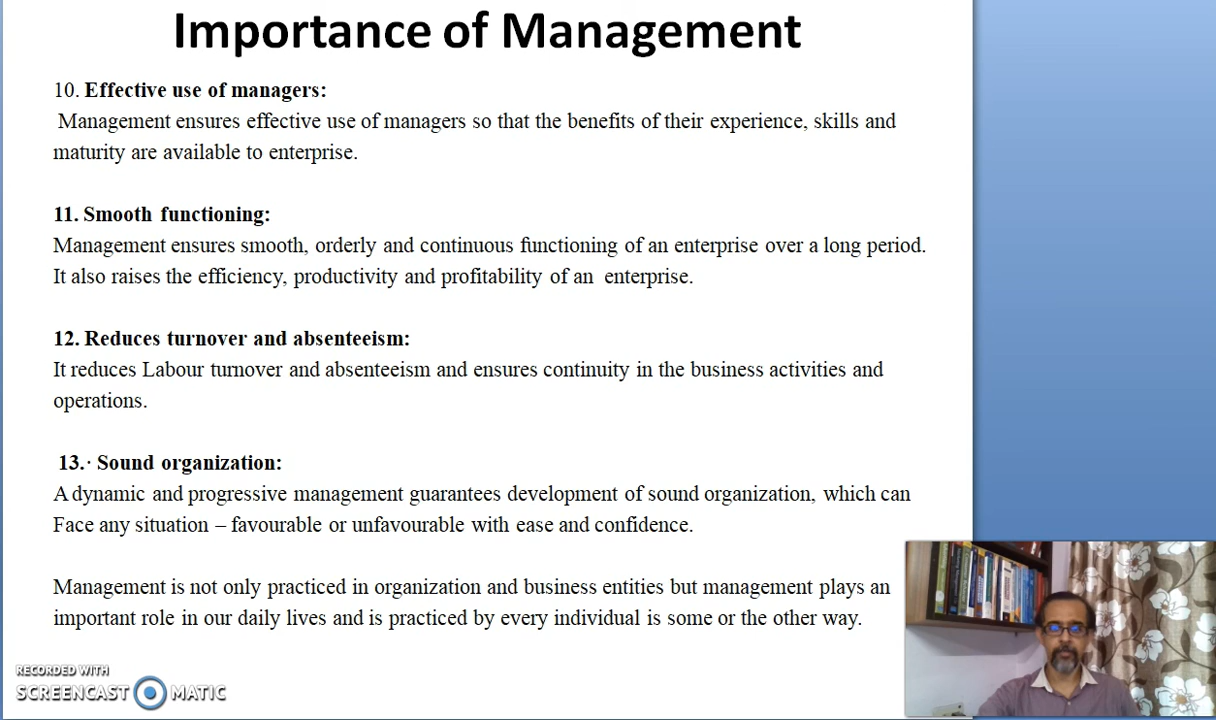 Importance of Management
10. Effective use of managers:
Management ensures effective use of managers so that the benefits of their experience, skills and
maturity are available to enterprise.
11. Smooth functioning:
Management ensures smooth, orderly and continuous functioning of an enterprise over a long period.
It also raises the efficiency, productivity and profitability of an enterprise.
12. Reduces turnover and absenteeism:
It reduces Labour turnover and absenteeism and ensures continuity in the business activities and
operations.
13.· Sound organization:
A dynamic and progressive management guarantees development of sound organization, which can
Face any situation – favourable or unfavourable with ease and confidence.
Management is not only practiced in organization and business entities but management plays an
important role in our daily lives and is practiced by every individual is some or the other way.
RECORDED WITH
SCREENCAST MATIC